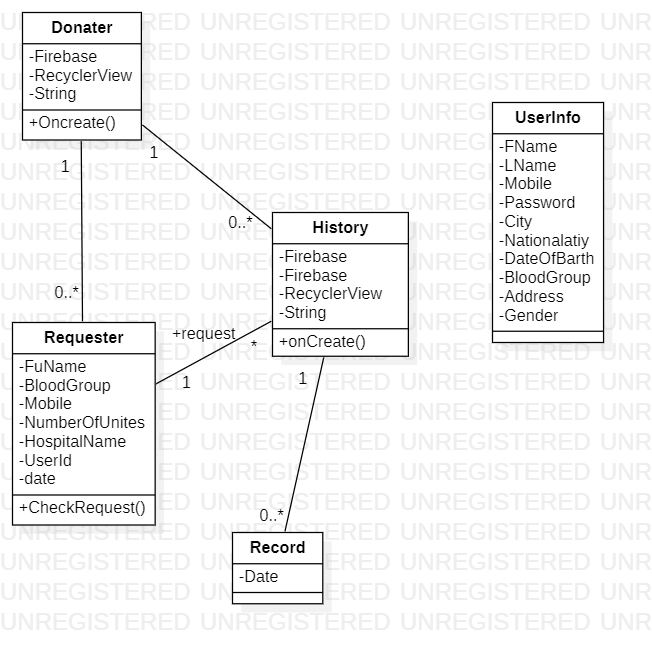 Donater
-Firebase
-RecyclerView
-String
+Oncreate()
1
1
0..*
0..*
UserInfo
-FName
-LName
-Mobile
-Password
-City
-Nationalatiy
-DateOfBarth
-BloodGroup
-Address
-Gender
History
-Firebase
-Firebase
-RecyclerView
-String
+onCreate()
+request
*
1
1
0..*
Requester
-FuName
-BloodGroup
-Mobile
-NumberOfUnites
-HospitalName
-UserId
-date
+CheckRequest()
Record
-Date
UNREGISTERED UNREGISTERED UNREGISTERED UNR